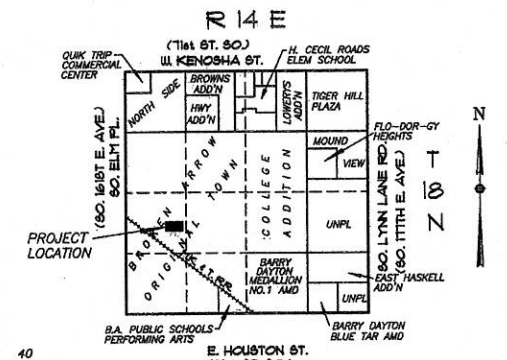 R 14 E
(71st ST. SO.)
W. KENOSHA ST.
QUIK TRIP
COMMERCIAL
CENTER
H. CECIL ROADS
ELEM SCHOOL
NORTH SIDE
BROWNS
ADD'N
HWY
ADD'N
LOWERYS
ADD'N
TIGER HILL
PLAZA
FLO-DOR-GY
HEIGHTS
MOUND
VIEW
(SO. 161ST E. AVE.)
SO. ELM PL.
BROKEN ARROW
ORIGINAL TOWN
COLLEGE
ADDITION
UNPL
SO. LYNN LANE RD.
(SO. 177TH E. AVE.)
T
18
N
N
PROJECT
LOCATION
BARRY
DAYTON
MEDALLION
NO.1 AMD
EAST HASKELL
ADD'N
UNPL
B.A. PUBLIC SCHOOLS
PERFORMING ARTS
BARRY DAYTON
BLUE TAR AMD
E. HOUSTON ST.
40